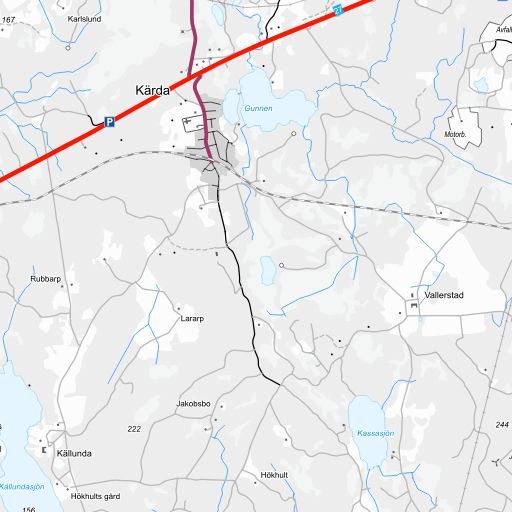 167
Karlslund
27
Avfall
Kärda
Gunnen
P
Motorb.
Rubbarp
Vallerstad
Lararp
Jakobsbo
222
Kassasjön
244
Källunda
Hökhult
Källundasjön
Hökhults gård
156